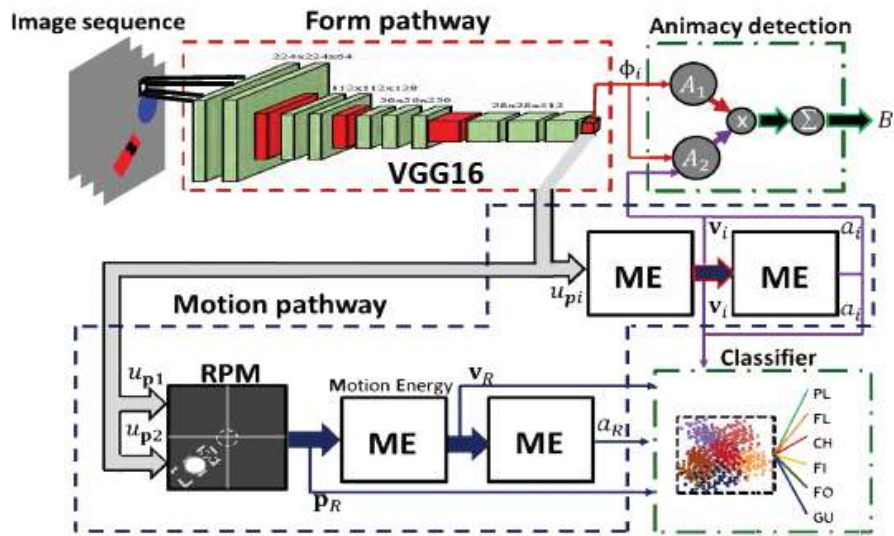 Image sequence
Form pathway
Animacy detection
224x224x64
112x112x128
28x28x512
ϕi
A1
A2
x
Σ
B
VGG16
vi
ai
ME
ME
upi
vi
ai
Motion pathway
Classifier
up1
RPM
vR
Motion Energy
up2
ME
ME
aR
pR
PL
FL
CH
FI
FO
GU